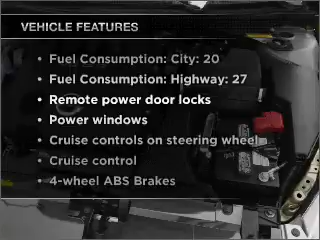 VEHICLE FEATURES
• Fuel Consumption: City: 20
• Fuel Consumption: Highway: 27
• Remote power door locks
• Power windows
• Cruise controls on steering wheel
• Cruise control
• 4-wheel ABS Brakes